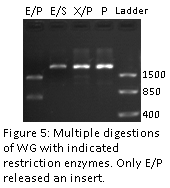 E/P E/S X/P P Ladder
1500
850
400
Figure 5: Multiple digestions
of WG with indicated
restriction enzymes. Only E/P
released an insert.